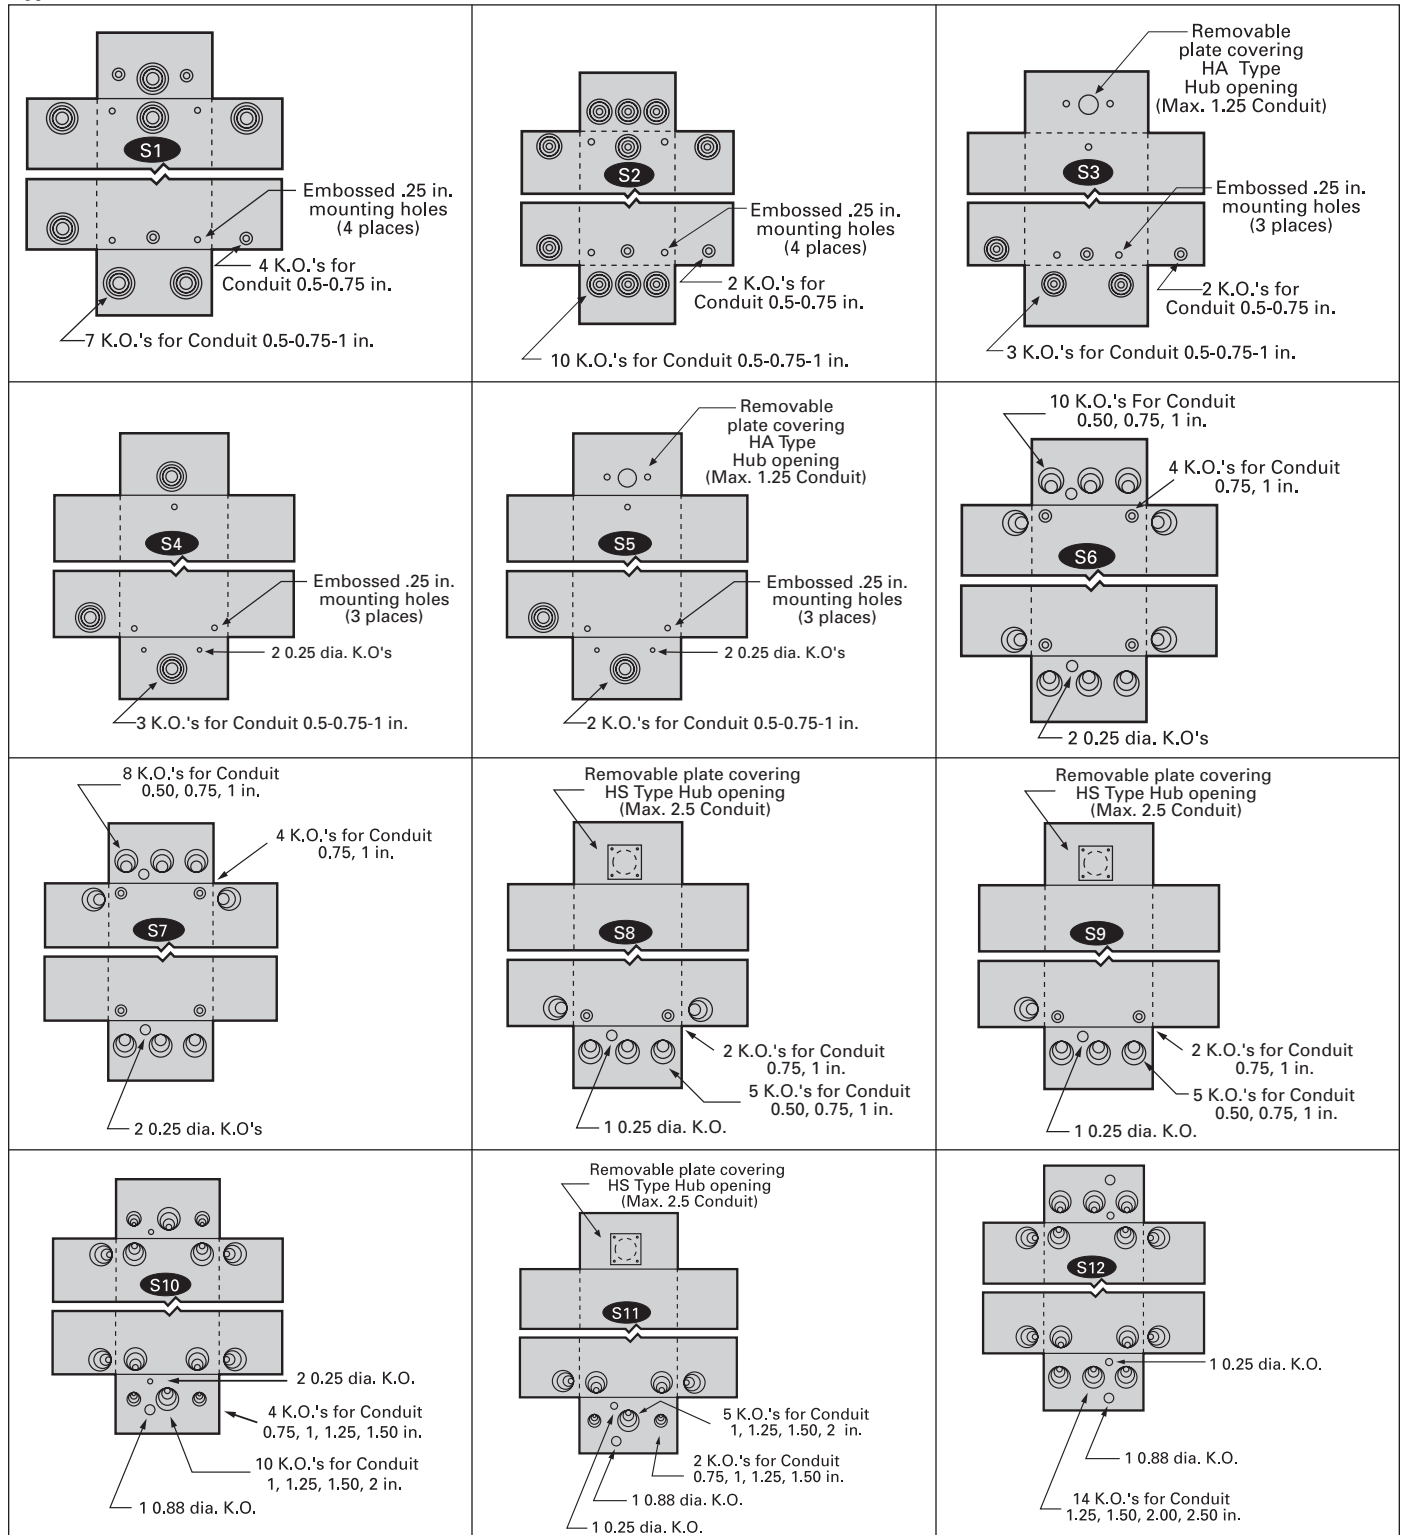 S1
Embossed .25 in.
mounting holes
(4 places)
4 K.O.'s for
Conduit 0.5-0.75 in.
7 K.O.'s for Conduit 0.5-0.75-1 in.
S2
Embossed .25 in.
mounting holes
(4 places)
2 K.O.'s for
Conduit 0.5-0.75 in.
10 K.O.'s for Conduit 0.5-0.75-1 in.
Removable
plate covering
HA Type
Hub opening
(Max. 1.25 Conduit)
S3
Embossed .25 in.
mounting holes
(3 places)
2 K.O.'s for
Conduit 0.5-0.75 in.
3 K.O.'s for Conduit 0.5-0.75-1 in.
S4
Embossed .25 in.
mounting holes
(3 places)
2 0.25 dia. K.O's
3 K.O.'s for Conduit 0.5-0.75-1 in.
Removable
plate covering
HA Type
Hub opening
(Max. 1.25 Conduit)
S5
Embossed .25 in.
mounting holes
(3 places)
2 0.25 dia. K.O's
2 K.O.'s for Conduit 0.5-0.75-1 in.
10 K.O.'s For Conduit
0.50, 0.75, 1 in.
4 K.O.'s for Conduit
0.75, 1 in.
S6
2 0.25 dia. K.O's
8 K.O.'s for Conduit
0.50, 0.75, 1 in.
4 K.O.'s for Conduit
0.75, 1 in.
S7
2 0.25 dia. K.O's
Removable plate covering
HS Type Hub opening
(Max. 2.5 Conduit)
S8
2 K.O.'s for Conduit
0.75, 1 in.
5 K.O.'s for Conduit
0.50, 0.75, 1 in.
1 0.25 dia. K.O.
Removable plate covering
HS Type Hub opening
(Max. 2.5 Conduit)
S9
2 K.O.'s for Conduit
0.75, 1 in.
5 K.O.'s for Conduit
0.50, 0.75, 1 in.
1 0.25 dia. K.O.
S10
2 0.25 dia. K.O.
4 K.O.'s for Conduit
0.75, 1, 1.25, 1.50 in.
10 K.O.'s for Conduit
1, 1.25, 1.50, 2 in.
1 0.88 dia. K.O.
Removable plate covering
HS Type Hub opening
(Max. 2.5 Conduit)
S11
5 K.O.'s for Conduit
1, 1.25, 1.50, 2 in.
2 K.O.'s for Conduit
0.75, 1, 1.25, 1.50 in.
1 0.88 dia. K.O.
1 0.25 dia. K.O.
S12
1 0.25 dia. K.O.
1 0.88 dia. K.O.
14 K.O.'s for Conduit
1.25, 1.50, 2.00, 2.50 in.